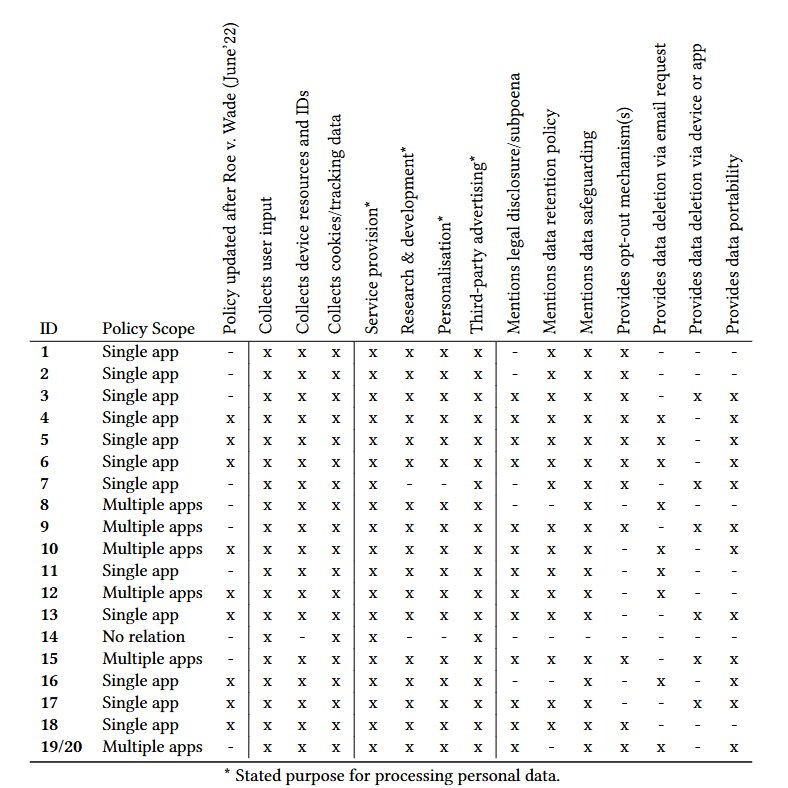 ID Policy Scope Policy updated after Roe v. Wade (June'22) Collects user input Collects device resources and IDs Collects cookies/tracking data Service provision* Research & development* Personalisation* Third-party advertising* Mentions legal disclosure/subpoena Mentions data retention policy Mentions data safeguarding Provides opt-out mechanism(s) Provides data deletion via email request Provides data deletion via device or app Provides data portability
1 Single app - x x x x x x x - x x x - - -
2 Single app - x x x x x x x - x x x - - -
3 Single app - x x x x x x x x x x x - x x
4 Single app x x x x x x x x x x x x x - x
5 Single app x x x x x x x x x x x x x - x
6 Single app x x x x x x x x x x x x x - x
7 Single app - x x x x - - x - x x x - x x
8 Multiple apps - x x x x x x x - - x - x - -
9 Multiple apps - x x x x x x x x x x x - x x
10 Multiple apps x x x x x x x x x x x - x - x
11 Single app - x x x x x x x x x x - x - -
12 Multiple apps x x x x x x x x x x x - x - -
13 Single app x x x x x x x x x x x - - x x
14 No relation - x - x x - - x - - - - - - -
15 Multiple apps - x x x x x x x x x x x - x x
16 Single app x x x x x x x x - - x - x - x
17 Single app x x x x x x x x x x x - - x x
18 Single app x x x x x x x x x x x x - - -
19/20 Multiple apps - x x x x x x x x - x x x - x
* Stated purpose for processing personal data.